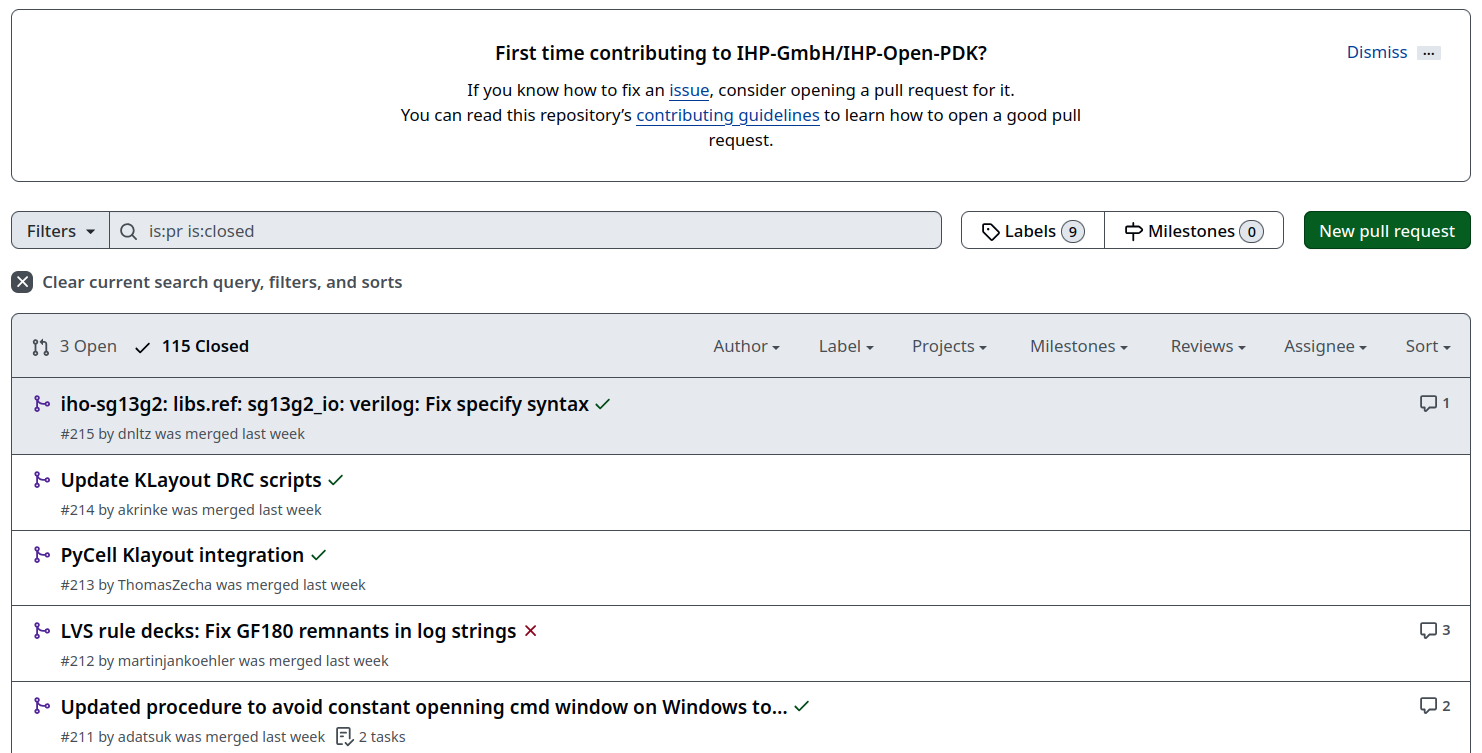 First time contributing to IHP-GmbH/IHP-Open-PDK?
Dismiss ...
If you know how to fix an issue, consider opening a pull request for it.
You can read this repository's contributing guidelines to learn how to open a good pull
request.
Filters
is:pr is:closed
Labels 9
Milestones 0
New pull request
Clear current search query, filters, and sorts
3 Open
115 Closed
Author
Label
Projects
Milestones
Reviews
Assignee
Sort
iho-sg13g2: libs.ref: sg13g2_io: verilog: Fix specify syntax
1
#215 by dnltz was merged last week
Update KLayout DRC scripts
#214 by akrinke was merged last week
PyCell Klayout integration
#213 by ThomasZecha was merged last week
LVS rule decks: Fix GF180 remnants in log strings
3
#212 by martinjankoehler was merged last week
Updated procedure to avoid constant openning cmd window on Windows to...
2
#211 by adatsuk was merged last week
2 tasks